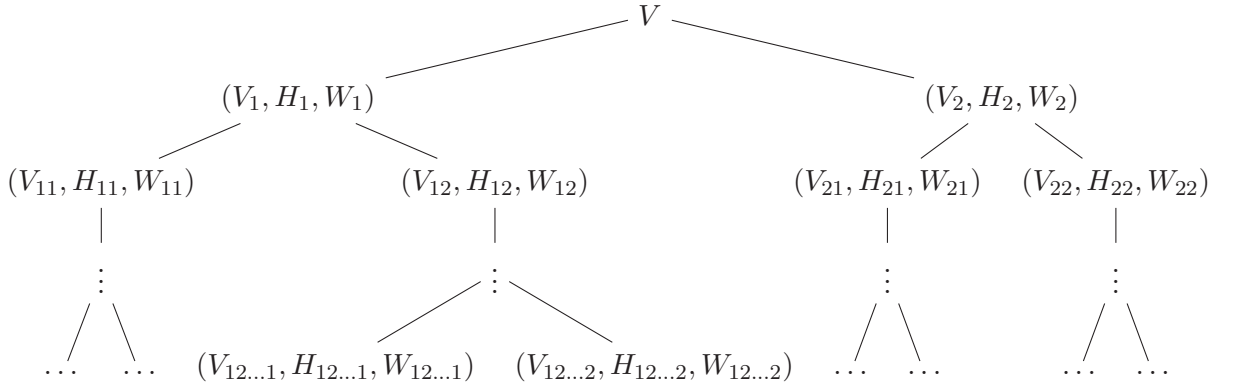 V
(V₁, H₁, W₁) (V₂, H₂, W₂)
(V₁₁, H₁₁, W₁₁) (V₁₂, H₁₂, W₁₂) (V₂₁, H₂₁, W₂₁) (V₂₂, H₂₂, W₂₂)
⋮ ⋮ ⋮ ⋮
... ... (V₁₂...₁, H₁₂...₁, W₁₂...₁) (V₁₂...₂, H₁₂...₂, W₁₂...₂) ... ... ... ...